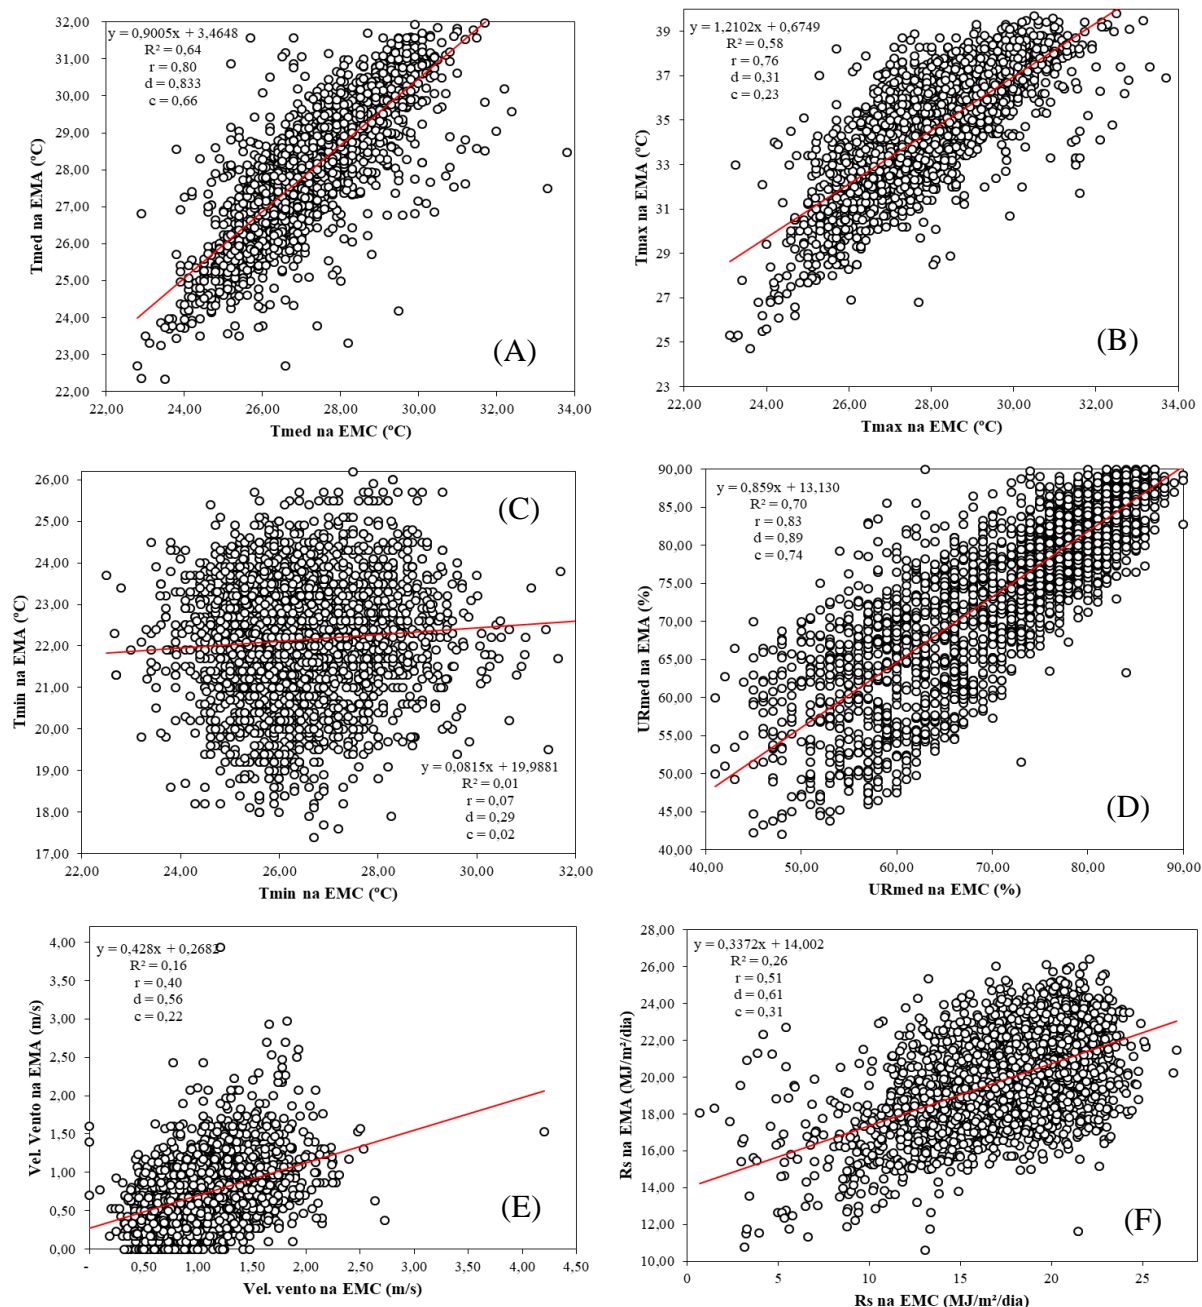 y = 0,9005x + 3,4648
R² = 0,64
r = 0,80
d = 0,833
c = 0,66
32,00
31,00
30,00
29,00
28,00
27,00
26,00
25,00
24,00
23,00
22,00
Tmed na EMA (ºC)
(A)
22,00 24,00 26,00 28,00 30,00 32,00 34,00
Tmed na EMC (ºC)
y = 1,2102x + 0,6749
R² = 0,58
r = 0,76
d = 0,31
c = 0,23
39
37
35
33
31
29
27
25
23
Tmax na EMA (ºC)
(B)
22,00 24,00 26,00 28,00 30,00 32,00 34,00
Tmax na EMC (ºC)
26,00
25,00
24,00
23,00
22,00
21,00
20,00
19,00
18,00
17,00
Tmin na EMA (ºC)
(C)
y = 0,0815x + 19,9881
R² = 0,01
r = 0,07
d = 0,29
c = 0,02
22,00 24,00 26,00 28,00 30,00 32,00
Tmin na EMC (ºC)
y = 0,859x + 13,130
R² = 0,70
r = 0,83
d = 0,89
c = 0,74
90,00
85,00
80,00
75,00
70,00
65,00
60,00
55,00
50,00
45,00
40,00
URmed na EMA (%)
(D)
40,00 50,00 60,00 70,00 80,00 90,00
URmed na EMC (%)
y = 0,428x + 0,2682
R² = 0,16
r = 0,40
d = 0,56
c = 0,22
4,00
3,50
3,00
2,50
2,00
1,50
1,00
0,50
0,00
Vel. Vento na EMA (m/s)
(E)
- 0,50 1,00 1,50 2,00 2,50 3,00 3,50 4,00 4,50
Vel. vento na EMC (m/s)
y = 0,3372x + 14,002
R² = 0,26
r = 0,51
d = 0,61
c = 0,31
28,00
26,00
24,00
22,00
20,00
18,00
16,00
14,00
12,00
10,00
Rs na EMA (MJ/m²/dia)
(F)
0 5 10 15 20 25
Rs na EMC (MJ/m²/dia)